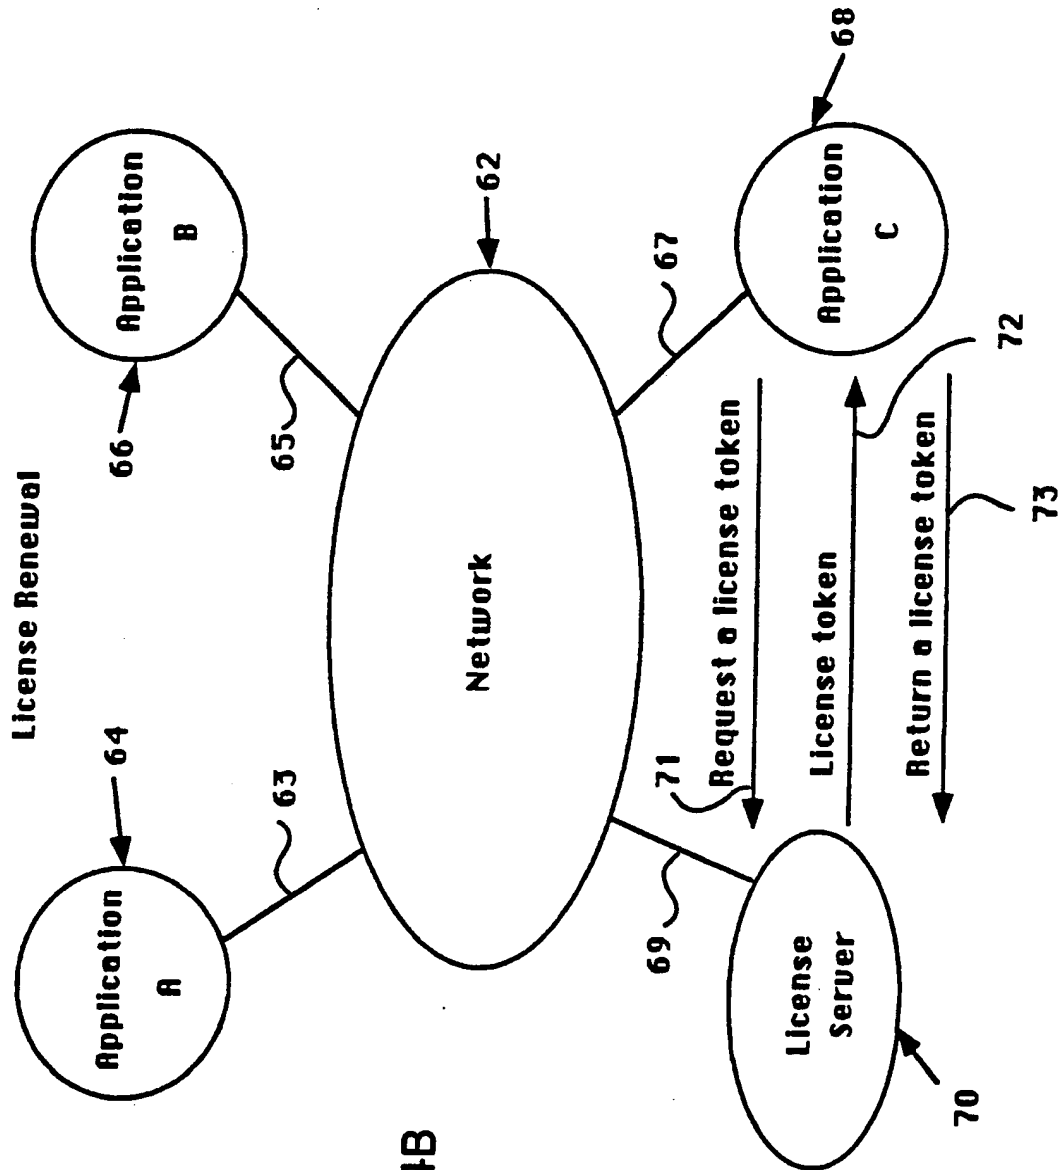 License Renewal
Application
A
64
63
66
Application
B
65
Network
62
4B
69
67
License
Server
70
71
Request a license token
License token
Return a license token
72
73
Application
C
68